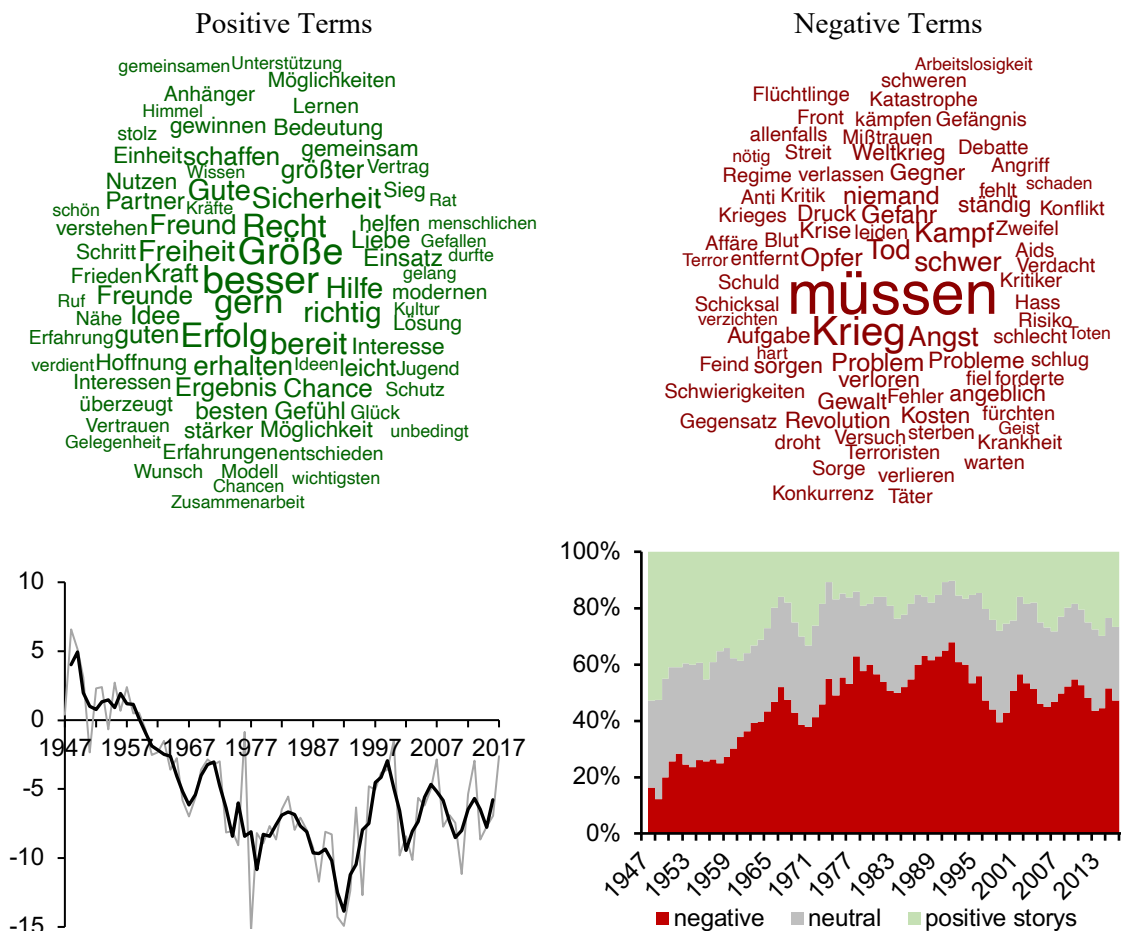 Positive Terms
gemeinsamen Unterstützung
Möglichkeiten
Anhänger
Himmel Lernen
stolz gewinnen Bedeutung
Einheit schaffen gemeinsam
Wissen größter Vertrag
Nutzen Gute Sicherheit Sieg
Partner Kräfte Rat
schön
verstehen Freund Recht helfen menschlichen
Schritt Freiheit Größe Liebe Gefallen
Einsatz durfte
Frieden Kraft besser Hilfe gelang
Ruf Freunde gern modernen
Nähe Idee richtig Kultur
Erfahrung guten Erfolg bereit Lösung
Interesse
verdient Hoffnung erhalten Ideen leicht Jugend
Interessen Ergebnis Chance Schutz
überzeugt besten Gefühl Glück
Vertrauen stärker Möglichkeit unbedingt
Gelegenheit
Erfahrungen entschieden
Wunsch Modell wichtigsten
Chancen
Zusammenarbeit
Negative Terms
Arbeitslosigkeit
schweren
Flüchtlinge Katastrophe
Front kämpfen Gefängnis
allenfalls Mißtrauen
nötig Streit Weltkrieg Debatte
Regime verlassen Gegner Angriff
Anti Kritik niemand fehlt schaden
Krieges Druck Gefahr ständig Konflikt
Krise leiden Kampf Zweifel
Affäre Blut Tod Aids
Terror entfernt Opfer schwer Verdacht
Schuld müssen Kritiker
Schicksal Hass
verzichten Krieg Angst Risiko
Aufgabe schlecht Toten
hart
Feind sorgen Problem Probleme schlug
Schwierigkeiten verloren fiel forderte
Gewalt Fehler angeblich
Gegensatz Revolution Kosten fürchten
droht Versuch sterben Geist
Terroristen Krankheit
Sorge verlieren warten
Konkurrenz Täter
10
5
0
1947 1957 1967 1977 1987 1997 2007 2017
-5
-10
-15
100%
80%
60%
40%
20%
0%
1947 1953 1959 1965 1971 1977 1983 1989 1995 2001 2007 2013
negative neutral positive storys